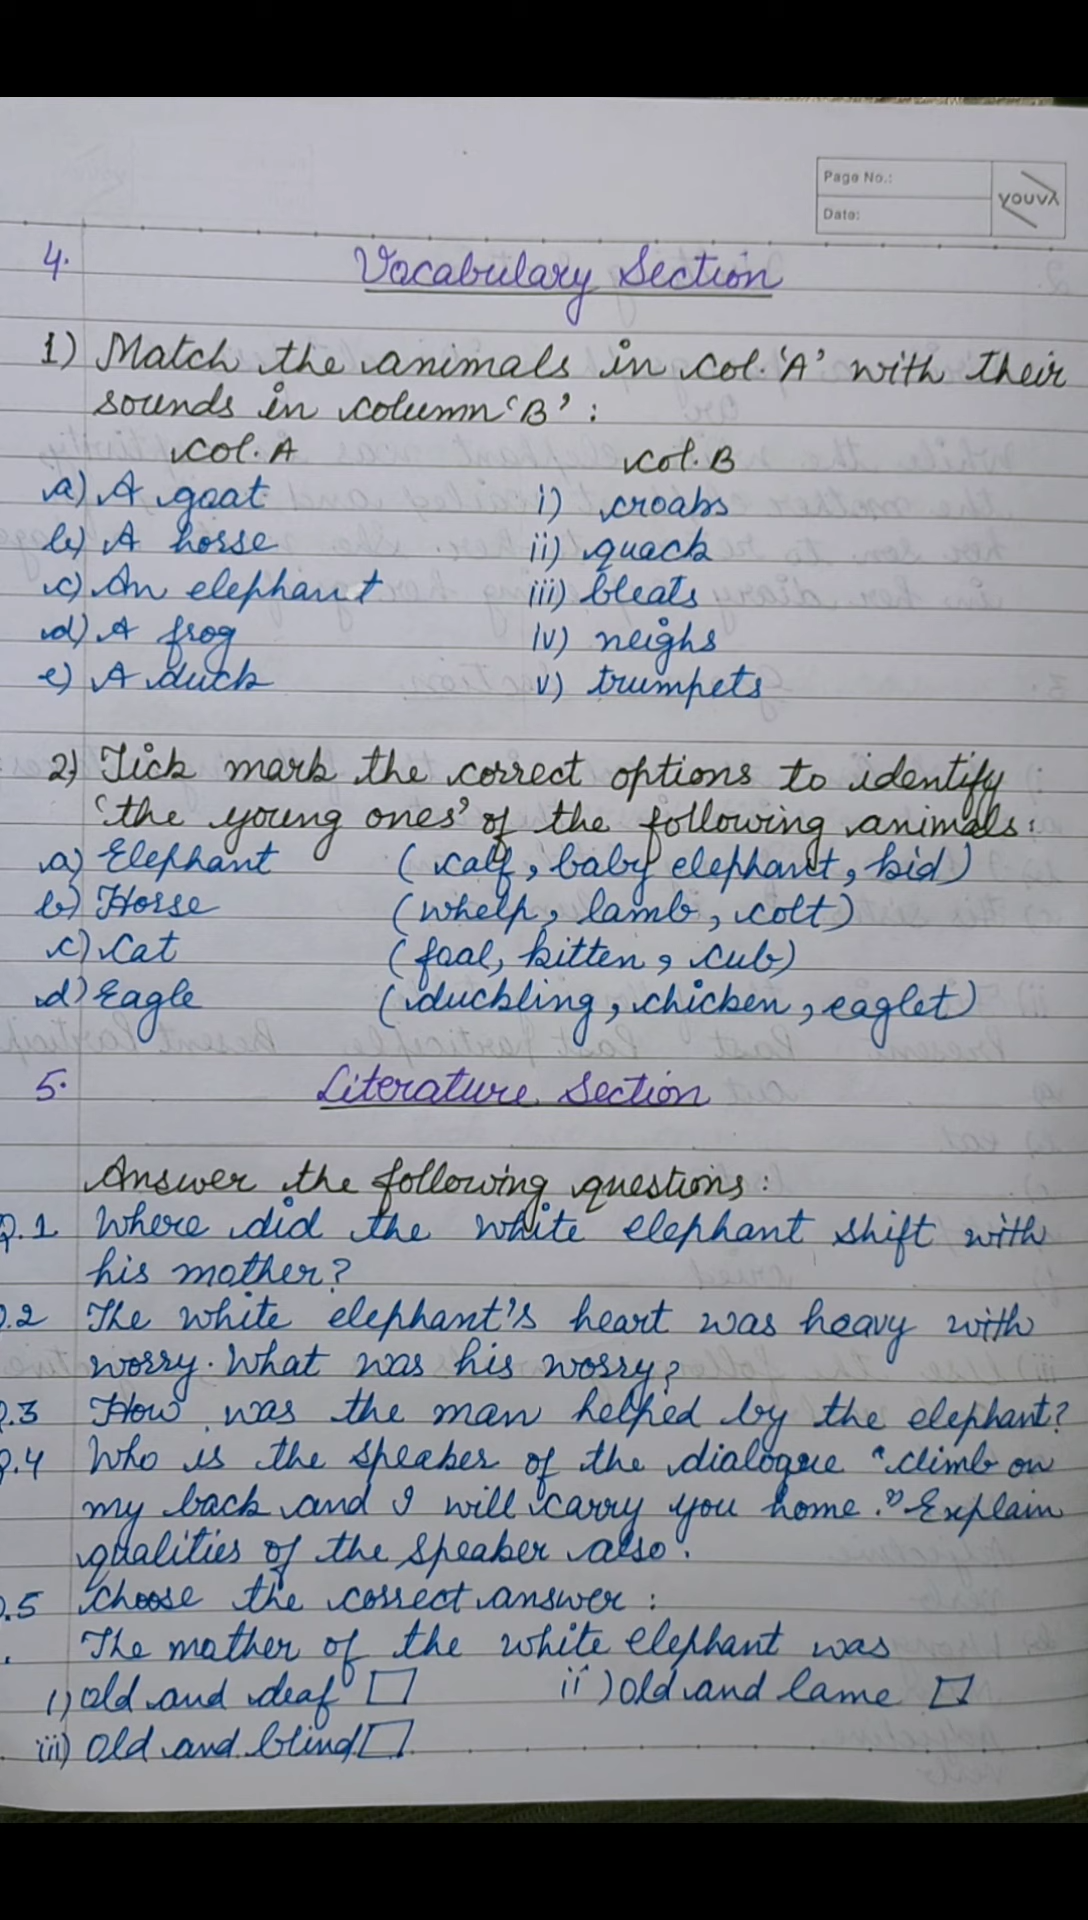 Page No.:
Date:
YOUVA
4. Vocabulary Section
1) Match the animals in col. 'A' with their
sounds in column 'B' :
col. A col. B
a) A goat i) croaks
b) A horse ii) quack
c) An elephant iii) bleats
d) A frog iv) neighs
e) A duck v) trumpets
2) Tick mark the correct options to identify
'the young ones' of the following animals:
a) Elephant (calf, baby elephant, kid)
b) Horse (whelp, lamb, colt)
c) Cat (foal, kitten, cub)
d) Eagle (duckling, chicken, eaglet)
5. Literature Section
Answer the following questions :
Q.1 Where did the white elephant shift with
his mother?
Q.2 The white elephant's heart was heavy with
worry. What was his worry?
Q.3 How was the man helped by the elephant?
Q.4 Who is the speaker of the dialogue "climb on
my back and I will carry you home." Explain
qualities of the speaker also.
Q.5 Choose the correct answer :
. The mother of the white elephant was
i) Old and deaf ii) Old and lame
iii) Old and blind